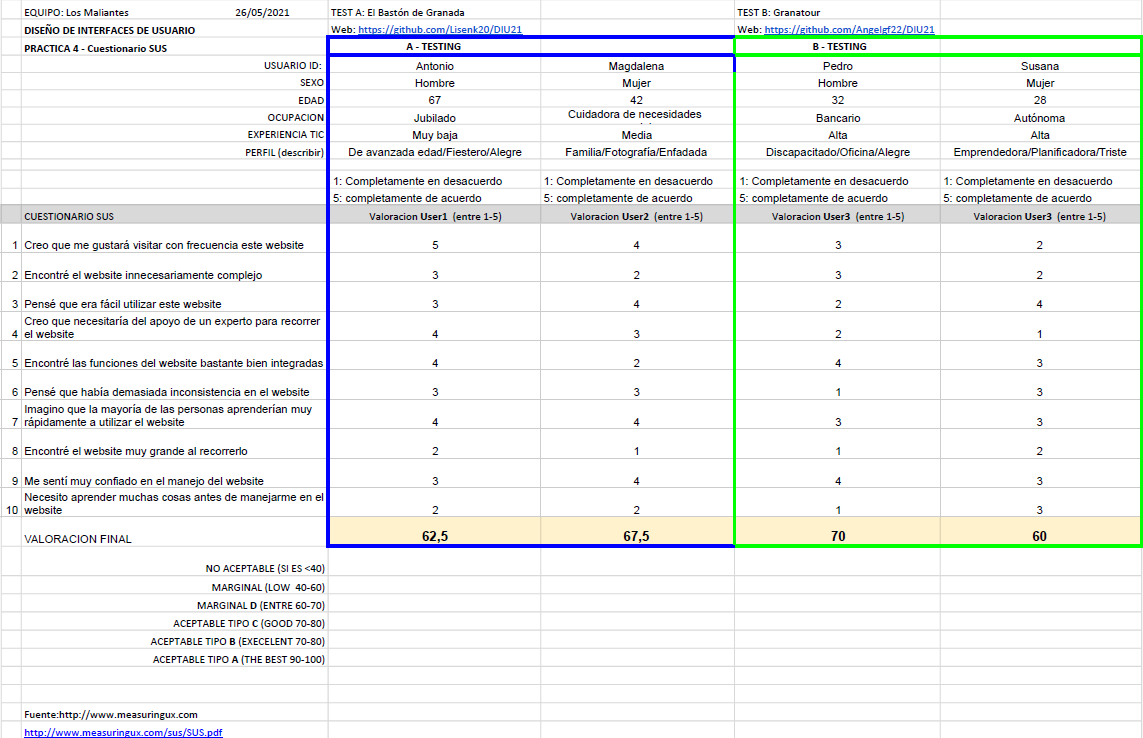 EQUIPO: Los Maliantes 26/05/2021 TEST A: El Bastón de Granada TEST B: Granatour
DISEÑO DE INTERFACES DE USUARIO Web: https://github.com/Lisenk20/DIU21 Web: https://github.com/Angelgf22/DIU21
PRACTICA 4 - Cuestionario SUS A - TESTING B - TESTING
USUARIO ID: Antonio Magdalena Pedro Susana
SEXO Hombre Mujer Hombre Mujer
EDAD 67 42 32 28
OCUPACION Jubilado Cuidadora de necesidades Bancario Autónoma
EXPERIENCIA TIC Muy baja Media Alta Alta
PERFIL (describir) De avanzada edad/Fiestero/Alegre Familia/Fotografía/Enfadada Discapacitado/Oficina/Alegre Emprendedora/Planificadora/Triste
1: Completamente en desacuerdo 1: Completamente en desacuerdo 1: Completamente en desacuerdo 1: Completamente en desacuerdo
5: completamente de acuerdo 5: completamente de acuerdo 5: completamente de acuerdo 5: completamente de acuerdo
CUESTIONARIO SUS Valoracion User1 (entre 1-5) Valoracion User2 (entre 1-5) Valoracion User3 (entre 1-5) Valoracion User3 (entre 1-5)
1 Creo que me gustará visitar con frecuencia este website 5 4 3 2
2 Encontré el website innecesariamente complejo 3 2 3 2
3 Pensé que era fácil utilizar este website 3 4 2 4
Creo que necesitaría del apoyo de un experto para recorrer
4 el website 4 3 2 1
5 Encontré las funciones del website bastante bien integradas 4 2 4 3
6 Pensé que había demasiada inconsistencia en el website 3 3 1 3
Imagino que la mayoría de las personas aprenderían muy
7 rápidamente a utilizar el website 4 4 3 3
8 Encontré el website muy grande al recorrerlo 2 1 1 2
9 Me sentí muy confiado en el manejo del website 3 4 4 3
Necesito aprender muchas cosas antes de manejarme en el
10 website 2 2 1 3
VALORACION FINAL 62,5 67,5 70 60
NO ACEPTABLE (SI ES <40)
MARGINAL (LOW 40-60)
MARGINAL D (ENTRE 60-70)
ACEPTABLE TIPO C (GOOD 70-80)
ACEPTABLE TIPO B (EXECELENT 70-80)
ACEPTABLE TIPO A (THE BEST 90-100)
Fuente:http://www.measuringux.com
http://www.measuringux.com/sus/SUS.pdf